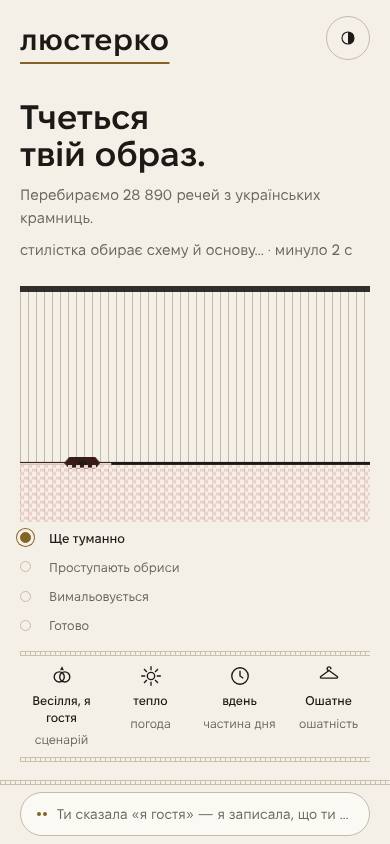 люстерко
Тчеться
твій образ.
Перебираємо 28 890 речей з українських
крамниць.
стилістка обирає схему й основу… · минуло 2 с
Ще туманно
Проступають обриси
Вимальовується
Готово
Весілля, я
гостя
сценарій
тепло
погода
вдень
частина дня
Ошатне
ошатність
Ти сказала «я гостя» — я записала, що ти …